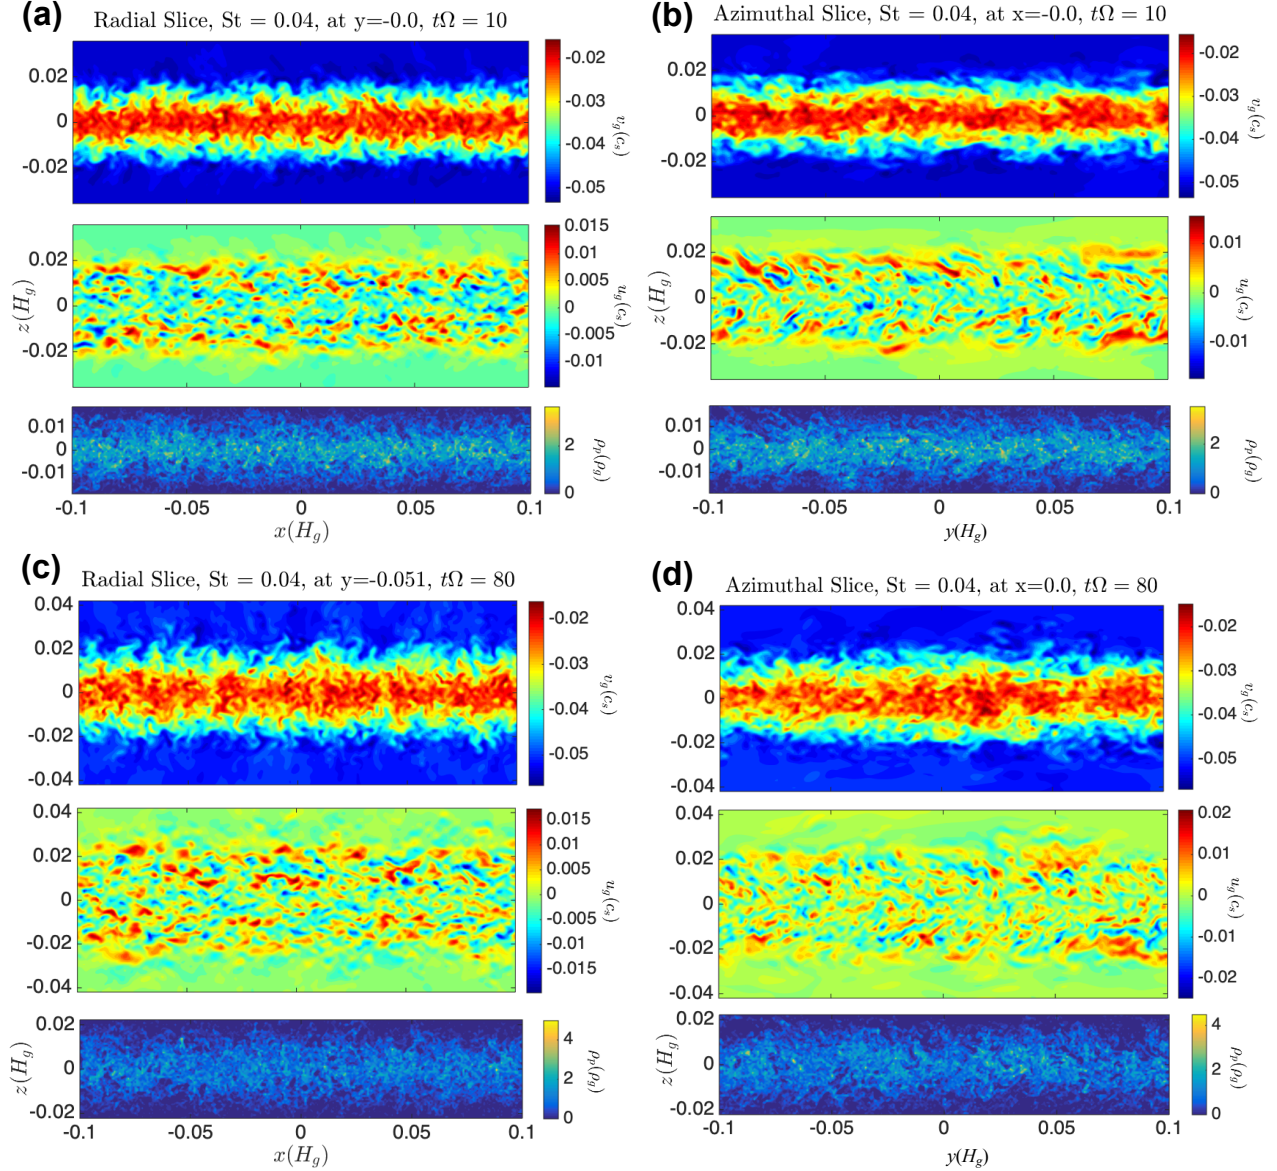 (a)
Radial Slice, St = 0.04, at y=-0.0, tΩ = 10
0.02
0
-0.02
-0.02
-0.03
-0.04
-0.05
v_g(c_s)
0.02
0
-0.02
z(H_g)
0.015
0.01
0.005
0
-0.005
-0.01
u_g(c_s)
0.01
0
-0.01
2
0
ρ_p(ρ_g)
-0.1 -0.05 0 0.05 0.1
x(H_g)
(b)
Azimuthal Slice, St = 0.04, at x=-0.0, tΩ = 10
0.02
0
-0.02
-0.02
-0.03
-0.04
-0.05
v_g(c_s)
0.02
0
-0.02
z(H_g)
0.01
0
-0.01
u_g(c_s)
0.01
0
-0.01
2
0
ρ_p(ρ_g)
-0.1 -0.05 0 0.05 0.1
y(H_g)
(c)
Radial Slice, St = 0.04, at y=-0.051, tΩ = 80
0.04
0.02
0
-0.02
-0.04
-0.02
-0.03
-0.04
-0.05
v_g(c_s)
0.04
0.02
0
-0.02
-0.04
0.015
0.01
0.005
0
-0.005
-0.01
-0.015
u_g(c_s)
0.02
0
-0.02
z(H_g)
4
2
0
ρ_p(ρ_g)
-0.1 -0.05 0 0.05 0.1
x(H_g)
(d)
Azimuthal Slice, St = 0.04, at x=0.0, tΩ = 80
0.04
0.02
0
-0.02
-0.04
-0.02
-0.03
-0.04
-0.05
v_g(c_s)
0.04
0.02
0
-0.02
-0.04
0.02
0.01
0
-0.01
-0.02
u_g(c_s)
0.02
0
-0.02
z(H_g)
4
2
0
ρ_p(ρ_g)
-0.1 -0.05 0 0.05 0.1
y(H_g)